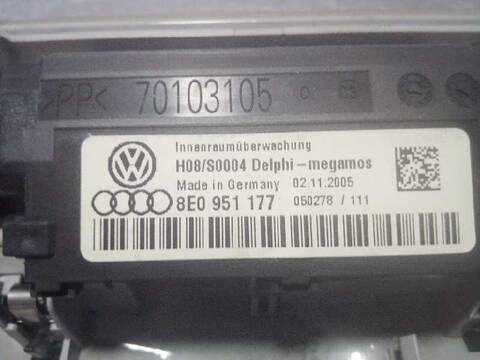 >PP< 70103105
Innenraumüberwachung
H08/S0004 Delphi-megamos
Made in Germany 02.11.2005
8E0 951 177 050278 / 111